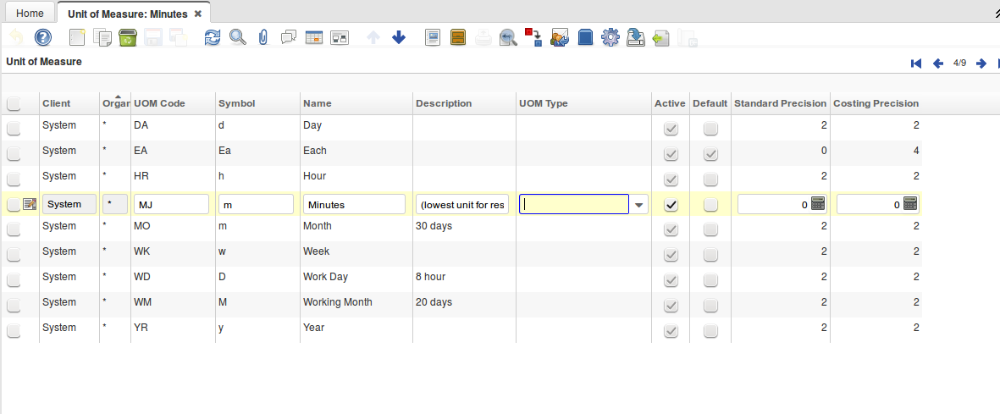 Home
Unit of Measure: Minutes
Unit of Measure
4/9
Client Organ UOM Code Symbol Name Description UOM Type Active Default Standard Precision Costing Precision
System * DA d Day 2 2
System * EA Ea Each 0 4
System * HR h Hour 2 2
System * MJ m Minutes (lowest unit for res 0 0
System * MO m Month 30 days 2 2
System * WK w Week 2 2
System * WD D Work Day 8 hour 2 2
System * WM M Working Month 20 days 2 2
System * YR y Year 2 2